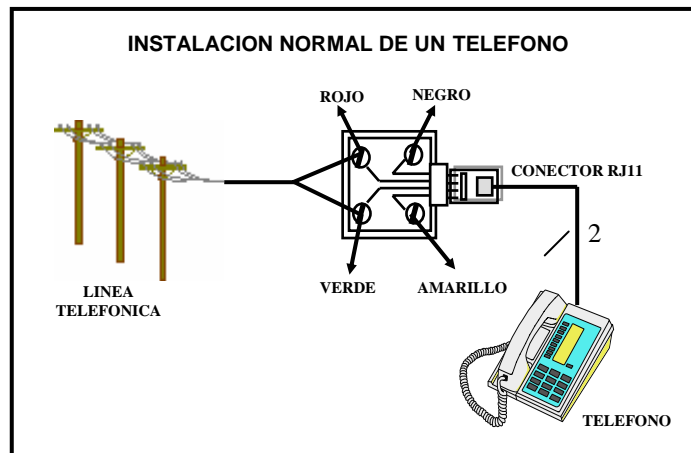 INSTALACION NORMAL DE UN TELEFONO
ROJO
NEGRO
CONECTOR RJ11
2
VERDE
AMARILLO
LINEA
TELEFONICA
TELEFONO